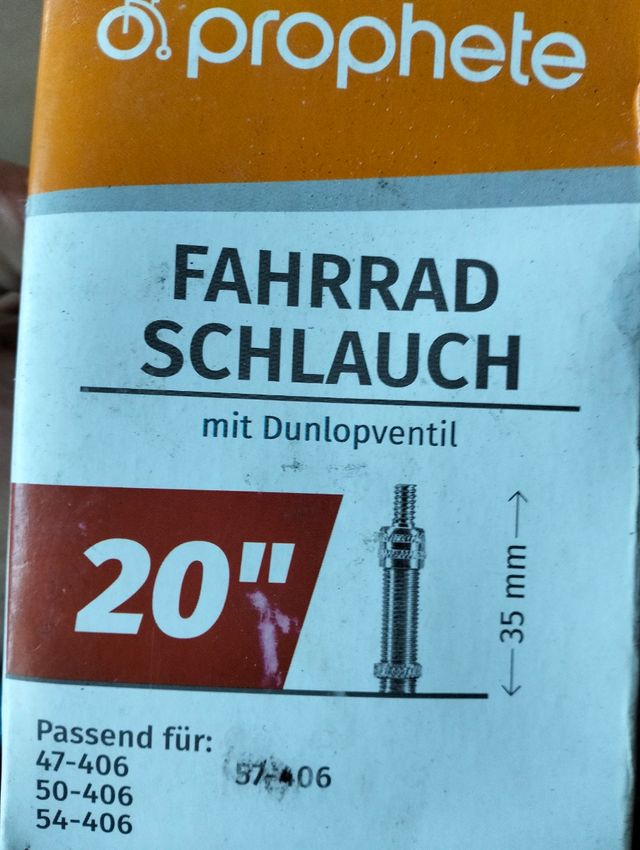 prophete
FAHRRAD
SCHLAUCH
mit Dunlopventil
20"
35 mm
Passend für:
47-406
50-406
54-406
57-406